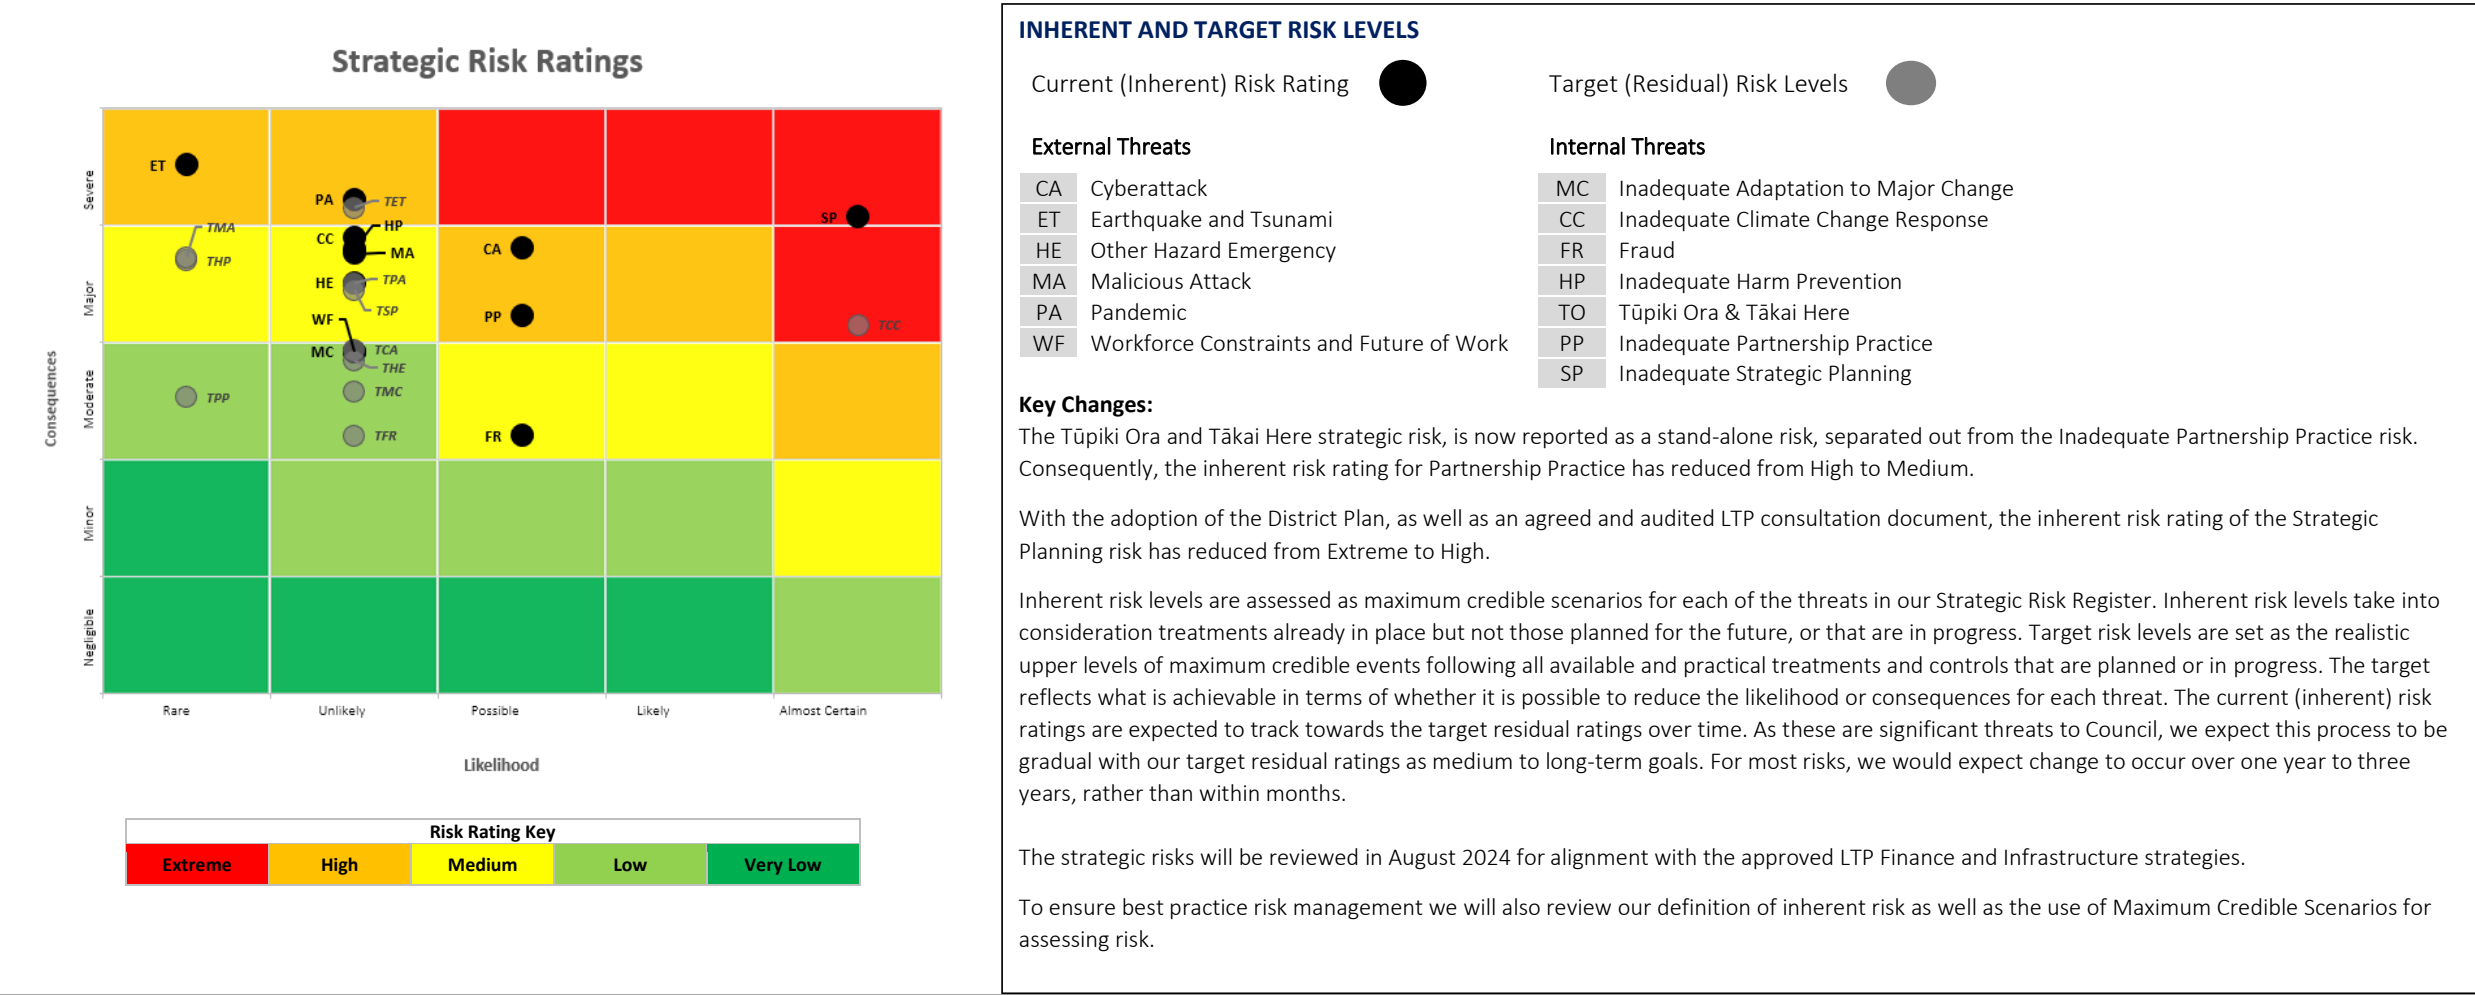 Strategic Risk Ratings
Consequences
Severe
Major
Moderate
Minor
Negligible
ET
PA
TET
HP
SP
TMA
CC
MA
CA
THP
HE
TPA
TSP
WF
PP
TCC
MC
TCA
THE
TMC
TPP
TFR
FR
Rare
Unlikely
Possible
Likely
Almost Certain
Likelihood
Risk Rating Key
Extreme
High
Medium
Low
Very Low
INHERENT AND TARGET RISK LEVELS
Current (Inherent) Risk Rating
Target (Residual) Risk Levels
External Threats
CA Cyberattack
ET Earthquake and Tsunami
HE Other Hazard Emergency
MA Malicious Attack
PA Pandemic
WF Workforce Constraints and Future of Work
Internal Threats
MC Inadequate Adaptation to Major Change
CC Inadequate Climate Change Response
FR Fraud
HP Inadequate Harm Prevention
TO Tūpiki Ora & Tākai Here
PP Inadequate Partnership Practice
SP Inadequate Strategic Planning
Key Changes:
The Tūpiki Ora and Tākai Here strategic risk, is now reported as a stand-alone risk, separated out from the Inadequate Partnership Practice risk.
Consequently, the inherent risk rating for Partnership Practice has reduced from High to Medium.
With the adoption of the District Plan, as well as an agreed and audited LTP consultation document, the inherent risk rating of the Strategic
Planning risk has reduced from Extreme to High.
Inherent risk levels are assessed as maximum credible scenarios for each of the threats in our Strategic Risk Register. Inherent risk levels take into
consideration treatments already in place but not those planned for the future, or that are in progress. Target risk levels are set as the realistic
upper levels of maximum credible events following all available and practical treatments and controls that are planned or in progress. The target
reflects what is achievable in terms of whether it is possible to reduce the likelihood or consequences for each threat. The current (inherent) risk
ratings are expected to track towards the target residual ratings over time. As these are significant threats to Council, we expect this process to be
gradual with our target residual ratings as medium to long-term goals. For most risks, we would expect change to occur over one year to three
years, rather than within months.
The strategic risks will be reviewed in August 2024 for alignment with the approved LTP Finance and Infrastructure strategies.
To ensure best practice risk management we will also review our definition of inherent risk as well as the use of Maximum Credible Scenarios for
assessing risk.